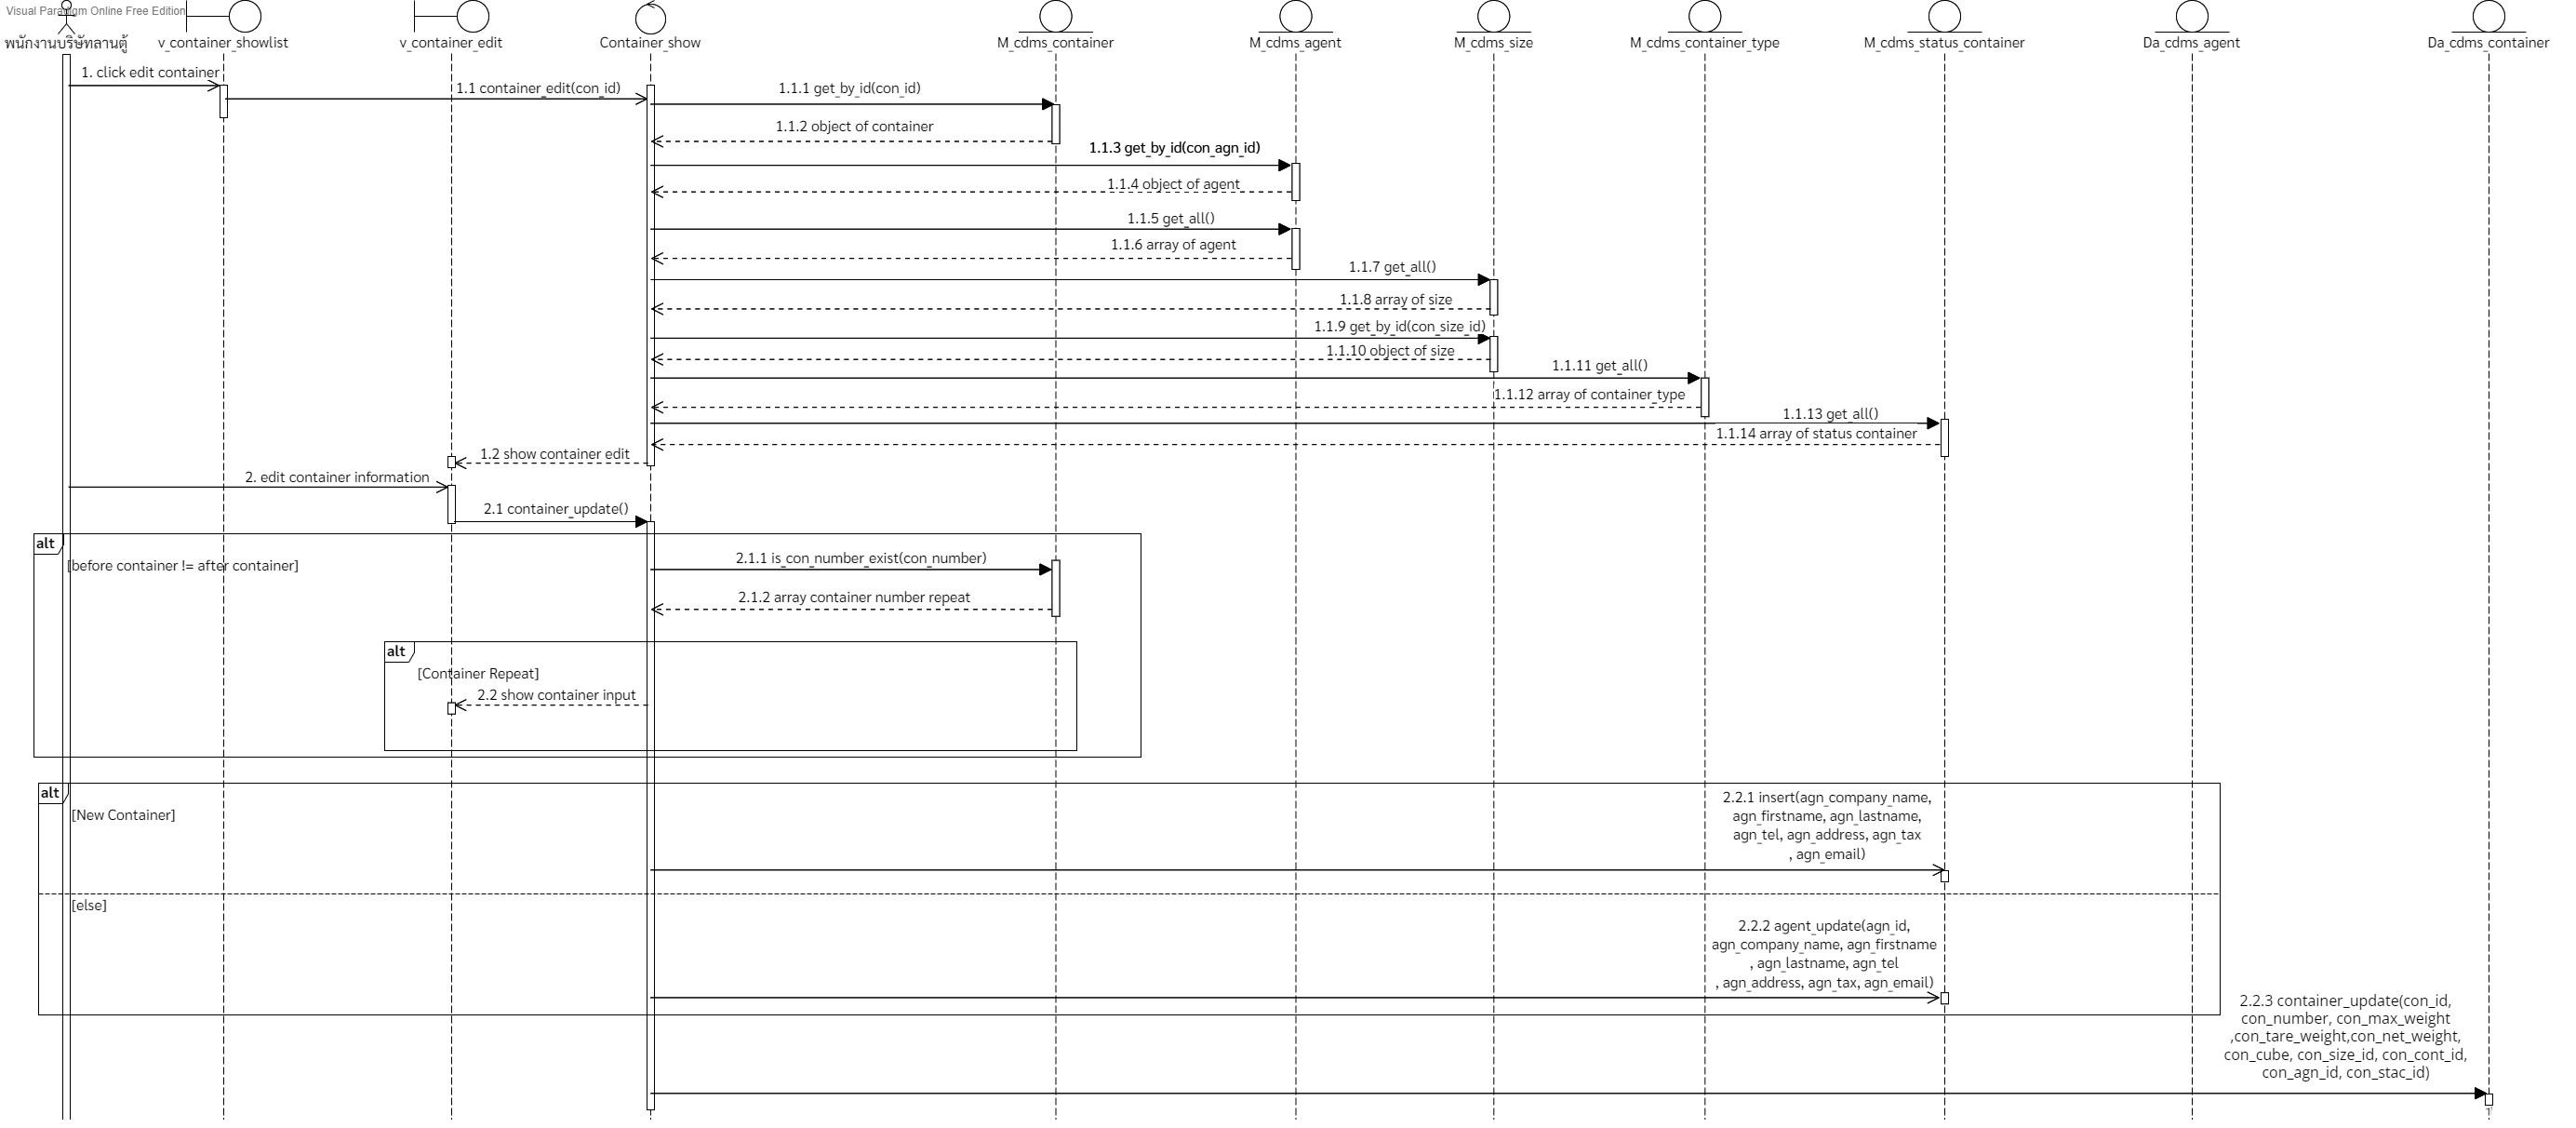 Visual Paradigm Online Free Edition
พนักงานบริษัทลานตู้
v_container_showlist
v_container_edit
Container_show
M_cdms_container
M_cdms_agent
M_cdms_size
M_cdms_container_type
M_cdms_status_container
Da_cdms_agent
Da_cdms_container
1. click edit container
1.1 container_edit(con_id)
1.1.1 get_by_id(con_id)
1.1.2 object of container
1.1.3 get_by_id(con_agn_id)
1.1.4 object of agent
1.1.5 get_all()
1.1.6 array of agent
1.1.7 get_all()
1.1.8 array of size
1.1.9 get_by_id(con_size_id)
1.1.10 object of size
1.1.11 get_all()
1.1.12 array of container_type
1.1.13 get_all()
1.1.14 array of status container
1.2 show container edit
2. edit container information
2.1 container_update()
alt
[before container != after container]
2.1.1 is_con_number_exist(con_number)
2.1.2 array container number repeat
alt
[Container Repeat]
2.2 show container input
alt
[New Container]
2.2.1 insert(agn_company_name,
agn_firstname, agn_lastname,
agn_tel, agn_address, agn_tax
, agn_email)
[else]
2.2.2 agent_update(agn_id,
agn_company_name, agn_firstname
, agn_lastname, agn_tel
, agn_address, agn_tax, agn_email)
2.2.3 container_update(con_id,
con_number, con_max_weight
,con_tare_weight,con_net_weight,
con_cube, con_size_id, con_cont_id,
con_agn_id, con_stac_id)